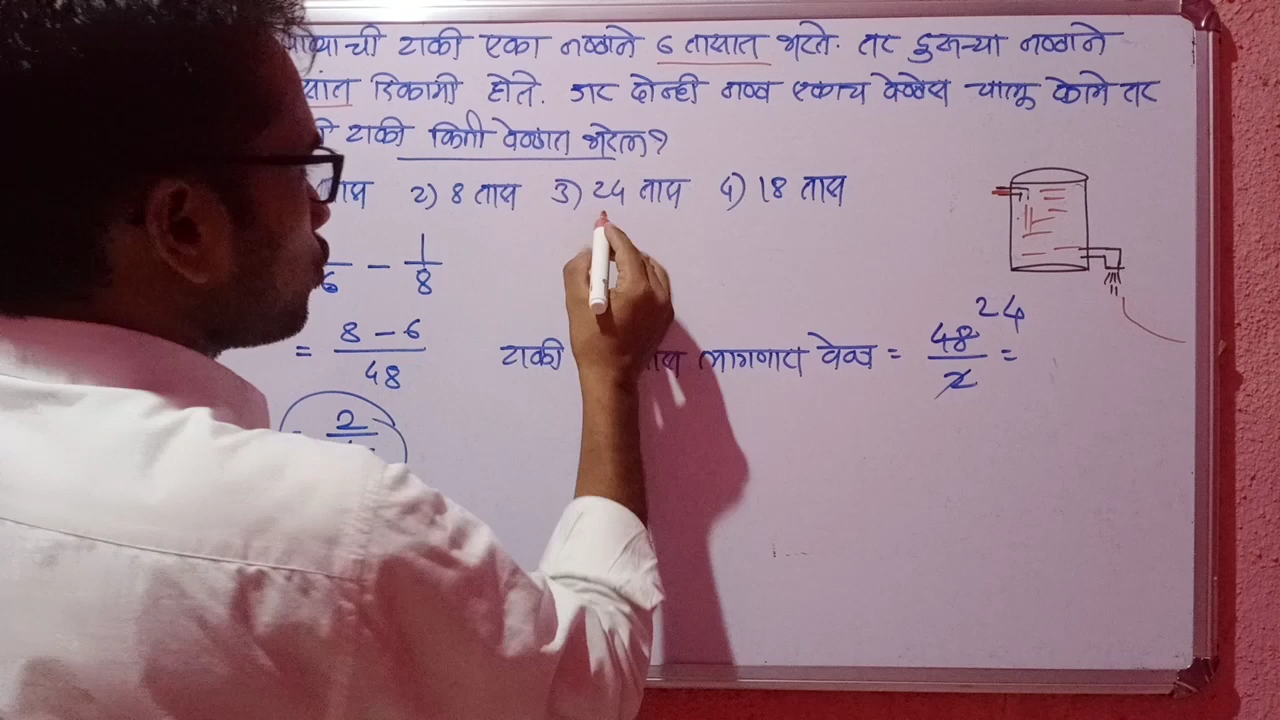 पाण्याची टाकी एका नळाने 6 तासात भरते. तर दुसऱ्या नळाने
सांत रिकामी होते. जर दोन्ही नळ एकाच वेळेस चालू केले तर
टाकी किती वेळात भरेल?
तास 2) 8 तास 3) 24 तास 4) 18 तास
6 - 1/8
= 8 - 6 / 48 टाकी लागणारा वेळ = 48/2 = 24
2